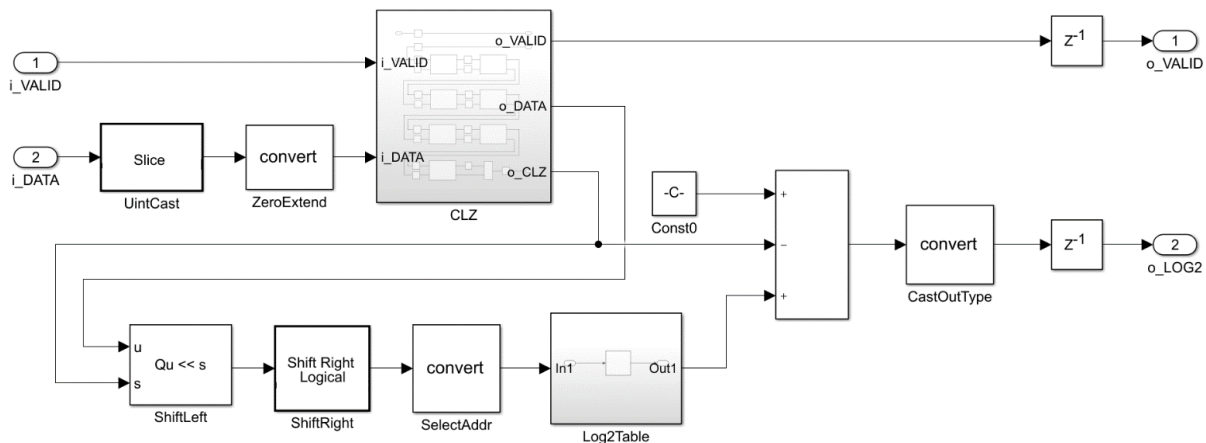 1
i_VALID
2
i_DATA
Slice
UintCast
convert
ZeroExtend
i_VALID
i_DATA
o_VALID
o_DATA
o_CLZ
CLZ
Z-1
1
o_VALID
-C-
Const0
+
−
+
convert
CastOutType
Z-1
2
o_LOG2
u
s
Qu << s
ShiftLeft
Shift Right
Logical
ShiftRight
convert
SelectAddr
In1
Out1
Log2Table